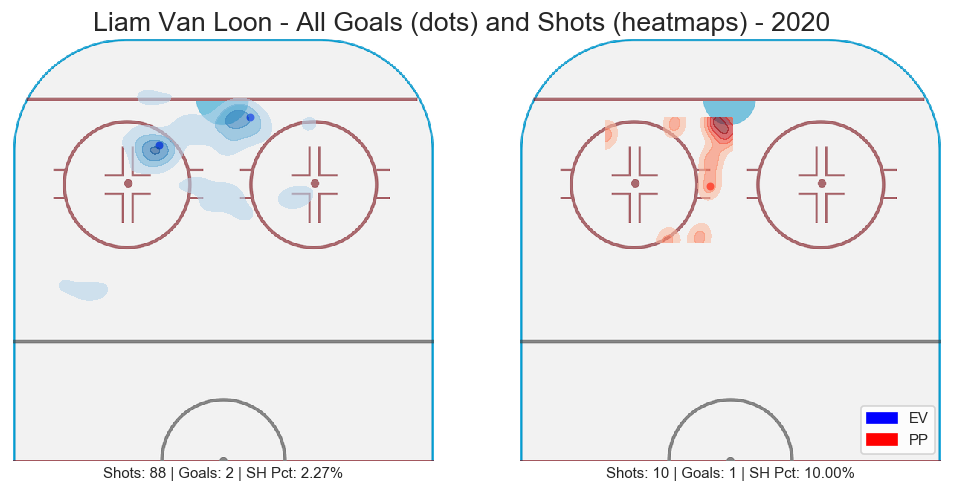 Liam Van Loon - All Goals (dots) and Shots (heatmaps) - 2020
EV
PP
Shots: 88 | Goals: 2 | SH Pct: 2.27%
Shots: 10 | Goals: 1 | SH Pct: 10.00%